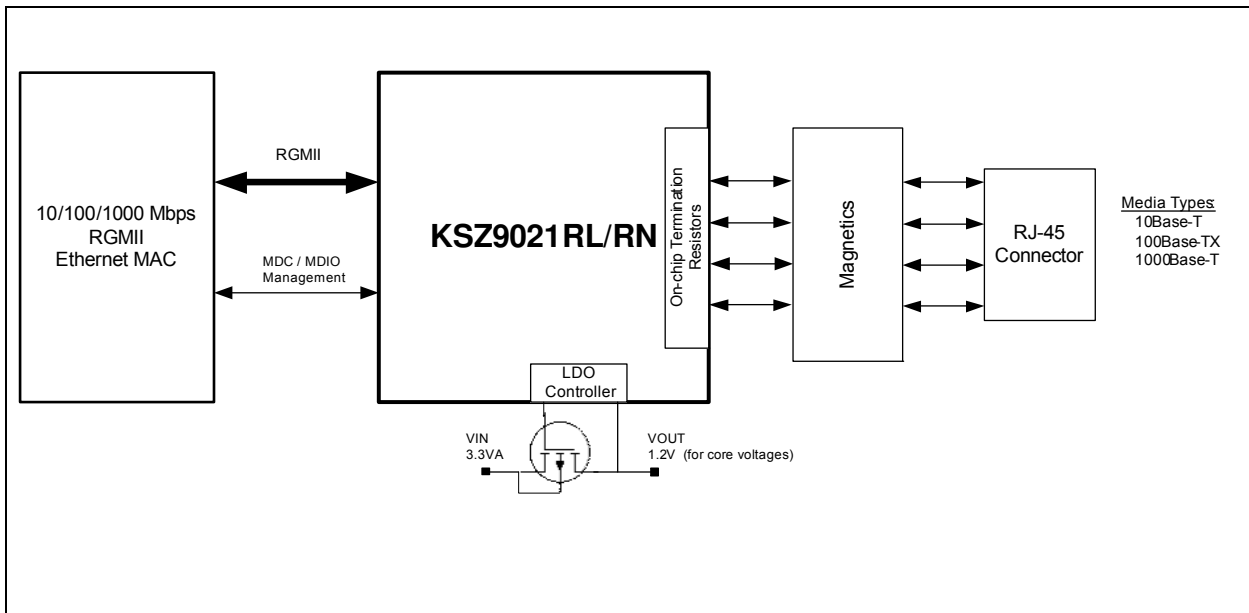 10/100/1000 Mbps
RGMII
Ethernet MAC
RGMII
MDC / MDIO
Management
KSZ9021RL/RN
On-chip Termination
Resistors
LDO
Controller
VIN
3.3VA
VOUT
1.2V (for core voltages)
Magnetics
RJ-45
Connector
Media Types:
10Base-T
100Base-TX
1000Base-T